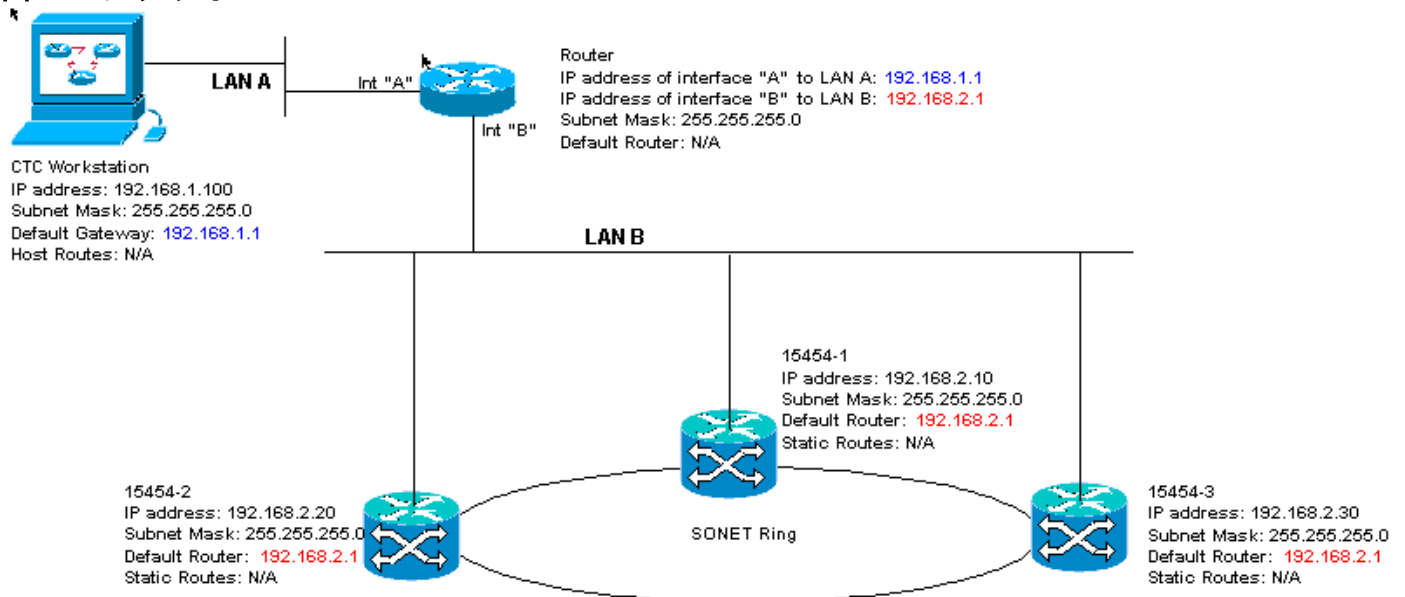 LAN A
Int "A"
Int "B"
Router
IP address of interface "A" to LAN A: 192.168.1.1
IP address of interface "B" to LAN B: 192.168.2.1
Subnet Mask: 255.255.255.0
Default Router: N/A
CTC Workstation
IP address: 192.168.1.100
Subnet Mask: 255.255.255.0
Default Gateway: 192.168.1.1
Host Routes: N/A
LAN B
15454-1
IP address: 192.168.2.10
Subnet Mask: 255.255.255.0
Default Router: 192.168.2.1
Static Routes: N/A
15454-2
IP address: 192.168.2.20
Subnet Mask: 255.255.255.0
Default Router: 192.168.2.1
Static Routes: N/A
SONET Ring
15454-3
IP address: 192.168.2.30
Subnet Mask: 255.255.255.0
Default Router: 192.168.2.1
Static Routes: N/A